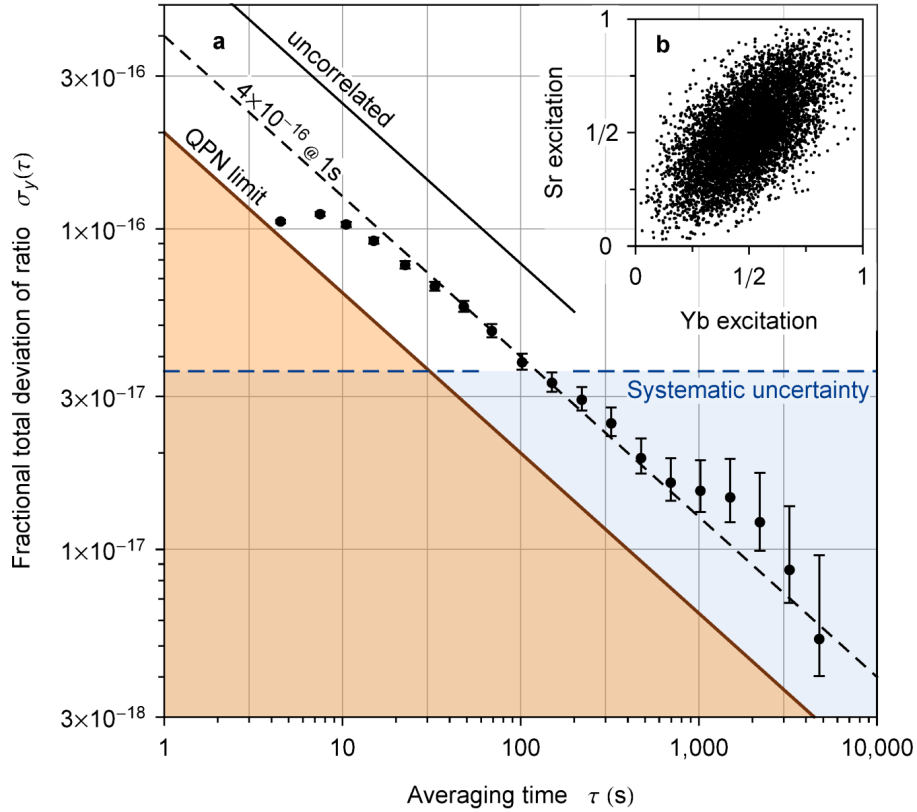 a
uncorrelated
4×10⁻¹⁶ @ 1s
QPN limit
Systematic uncertainty
Fractional total deviation of ratio σy(τ)
3×10⁻¹⁶
1×10⁻¹⁶
3×10⁻¹⁷
1×10⁻¹⁷
3×10⁻¹⁸
1
10
100
1,000
10,000
Averaging time τ (s)
b
Sr excitation
1
1/2
0
0
1/2
1
Yb excitation